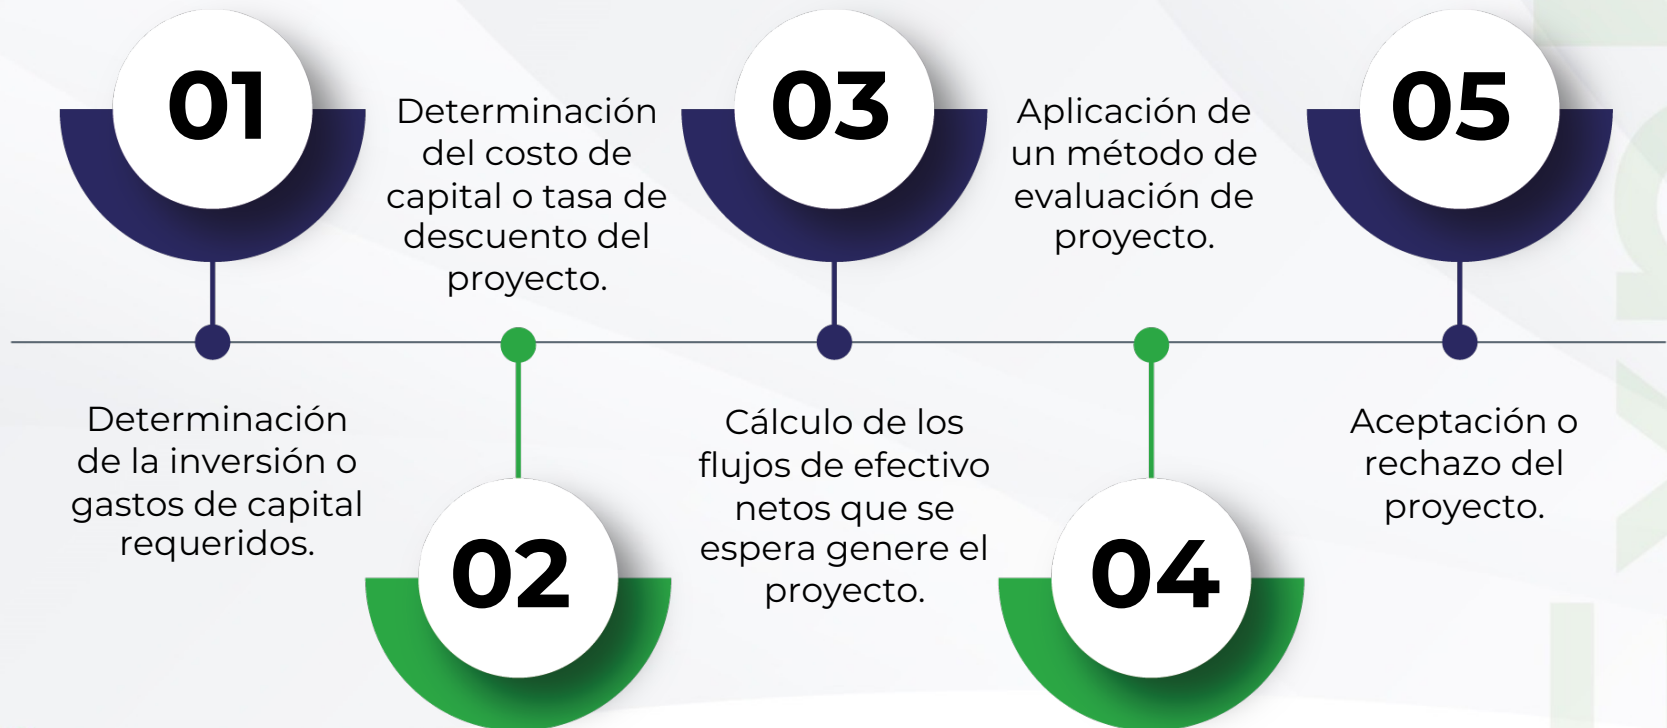 01
Determinación
de la inversión o
gastos de capital
requeridos.
Determinación
del costo de
capital o tasa de
descuento del
proyecto.
02
03
Cálculo de los
flujos de efectivo
netos que se
espera genere el
proyecto.
Aplicación de
un método de
evaluación de
proyecto.
04
05
Aceptación o
rechazo del
proyecto.